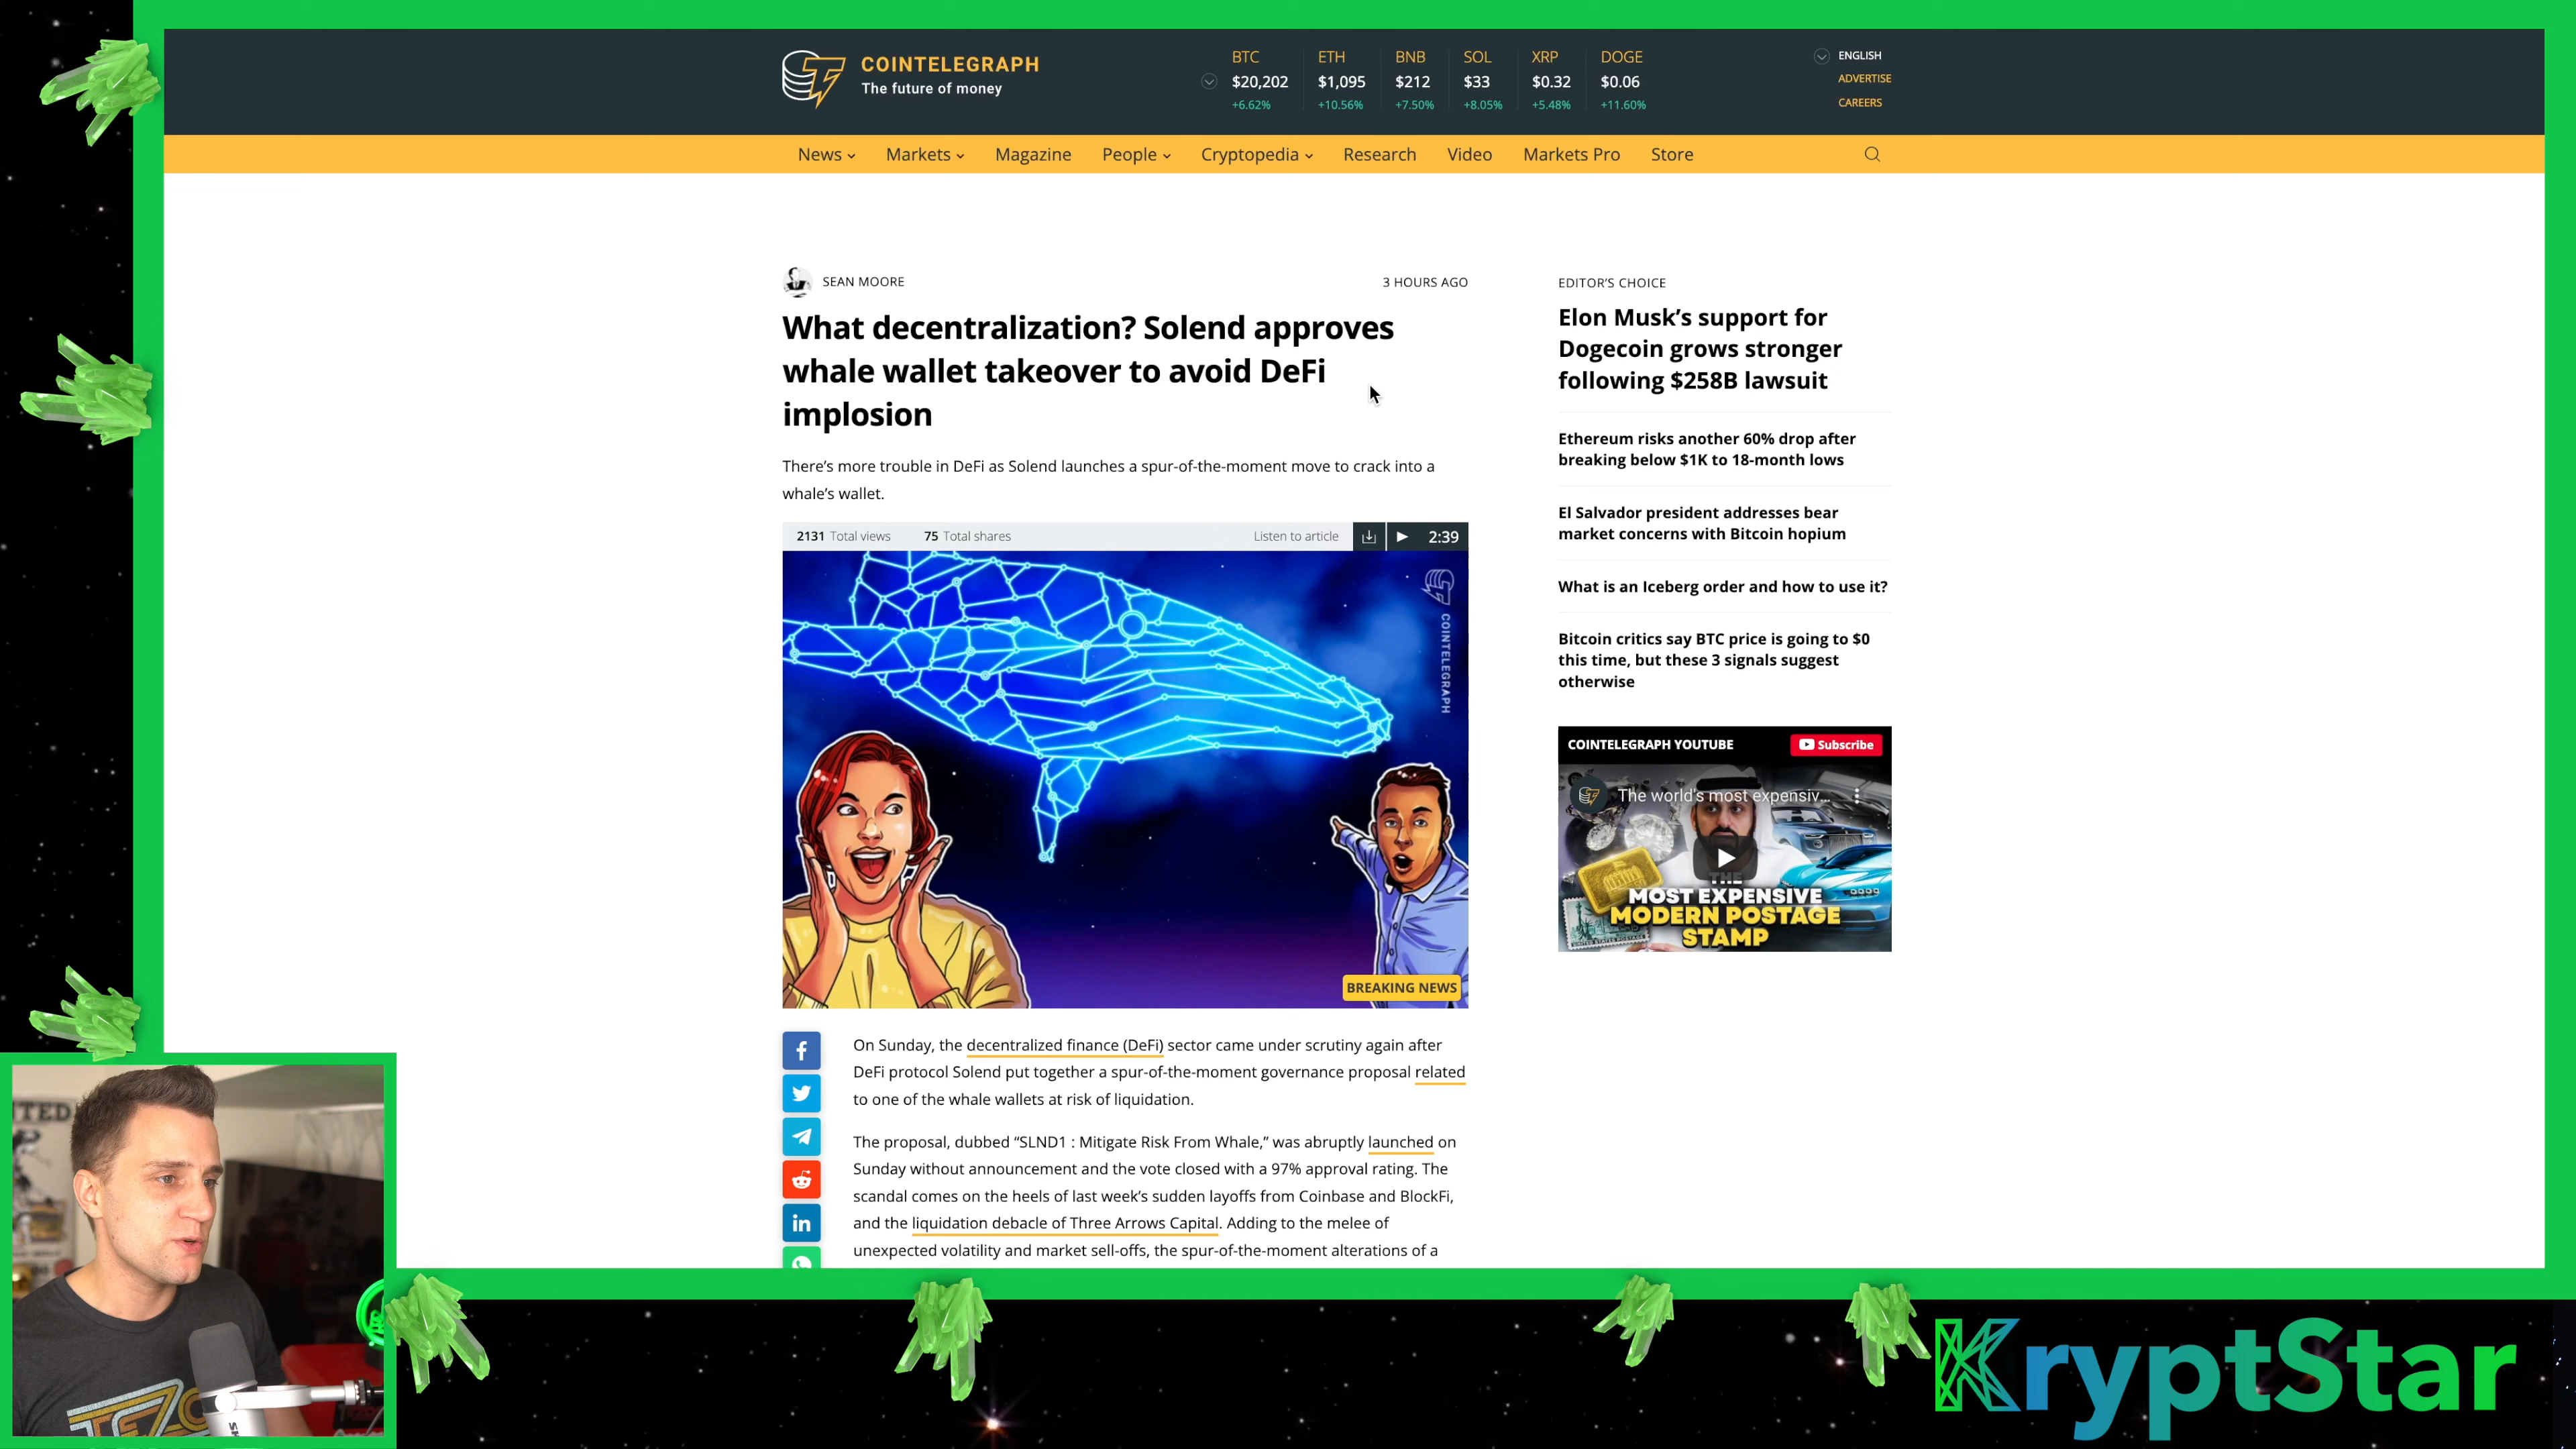 COINTELEGRAPH
The future of money
BTC
$20,202
+6.62%
ETH
$1,095
+10.56%
BNB
$212
+7.50%
SOL
$33
+8.05%
XRP
$0.32
+5.48%
DOGE
$0.06
+11.60%
ENGLISH
ADVERTISE
CAREERS
News Markets Magazine People Cryptopedia Research Video Markets Pro Store
SEAN MOORE
3 HOURS AGO
What decentralization? Solend approves
whale wallet takeover to avoid DeFi
implosion
There’s more trouble in DeFi as Solend launches a spur-of-the-moment move to crack into a
whale’s wallet.
2131 Total views 75 Total shares Listen to article 2:39
COINTELEGRAPH
BREAKING NEWS
On Sunday, the decentralized finance (DeFi) sector came under scrutiny again after
DeFi protocol Solend put together a spur-of-the-moment governance proposal related
to one of the whale wallets at risk of liquidation.
The proposal, dubbed “SLND1 : Mitigate Risk From Whale,” was abruptly launched on
Sunday without announcement and the vote closed with a 97% approval rating. The
scandal comes on the heels of last week’s sudden layoffs from Coinbase and BlockFi,
and the liquidation debacle of Three Arrows Capital. Adding to the melee of
unexpected volatility and market sell-offs, the spur-of-the-moment alterations of a
EDITOR’S CHOICE
Elon Musk’s support for
Dogecoin grows stronger
following $258B lawsuit
Ethereum risks another 60% drop after
breaking below $1K to 18-month lows
El Salvador president addresses bear
market concerns with Bitcoin hopium
What is an Iceberg order and how to use it?
Bitcoin critics say BTC price is going to $0
this time, but these 3 signals suggest
otherwise
COINTELEGRAPH YOUTUBE
Subscribe
The world's most expensiv...
THE
MOST EXPENSIVE
MODERN POSTAGE
STAMP
KryptStar